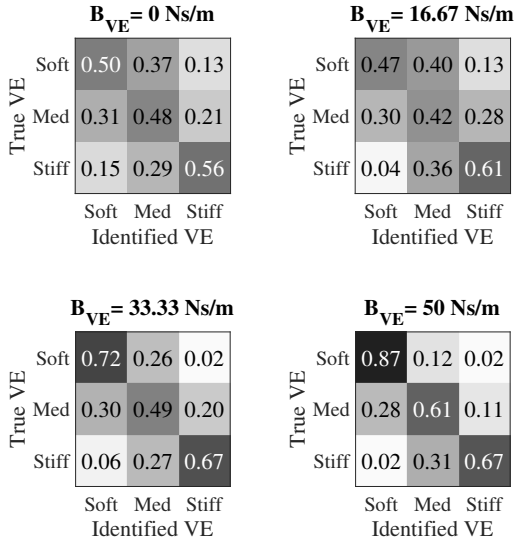 B_VE= 0 Ns/m
True VE
Soft 0.50 0.37 0.13
Med 0.31 0.48 0.21
Stiff 0.15 0.29 0.56
Soft Med Stiff
Identified VE
B_VE= 16.67 Ns/m
True VE
Soft 0.47 0.40 0.13
Med 0.30 0.42 0.28
Stiff 0.04 0.36 0.61
Soft Med Stiff
Identified VE
B_VE= 33.33 Ns/m
True VE
Soft 0.72 0.26 0.02
Med 0.30 0.49 0.20
Stiff 0.06 0.27 0.67
Soft Med Stiff
Identified VE
B_VE= 50 Ns/m
True VE
Soft 0.87 0.12 0.02
Med 0.28 0.61 0.11
Stiff 0.02 0.31 0.67
Soft Med Stiff
Identified VE